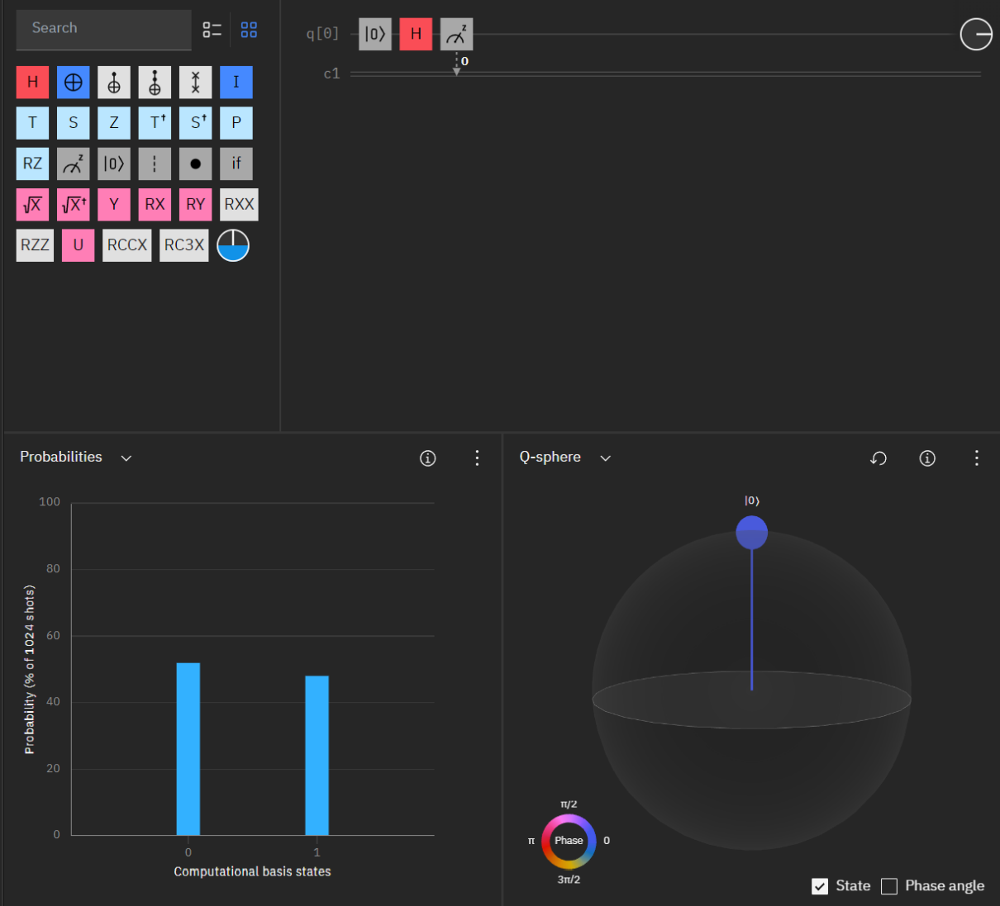 Search
H I
T S Z T† S† P
RZ z |0⟩ if
√X √X† Y RX RY RXX
RZZ U RCCX RC3X
q[0] |0⟩ H z
0
c1
Probabilities
100
80
60
40
20
0
Probability (% of 1024 shots)
0 1
Computational basis states
Q-sphere
|0⟩
π/2
π Phase 0
3π/2
State Phase angle